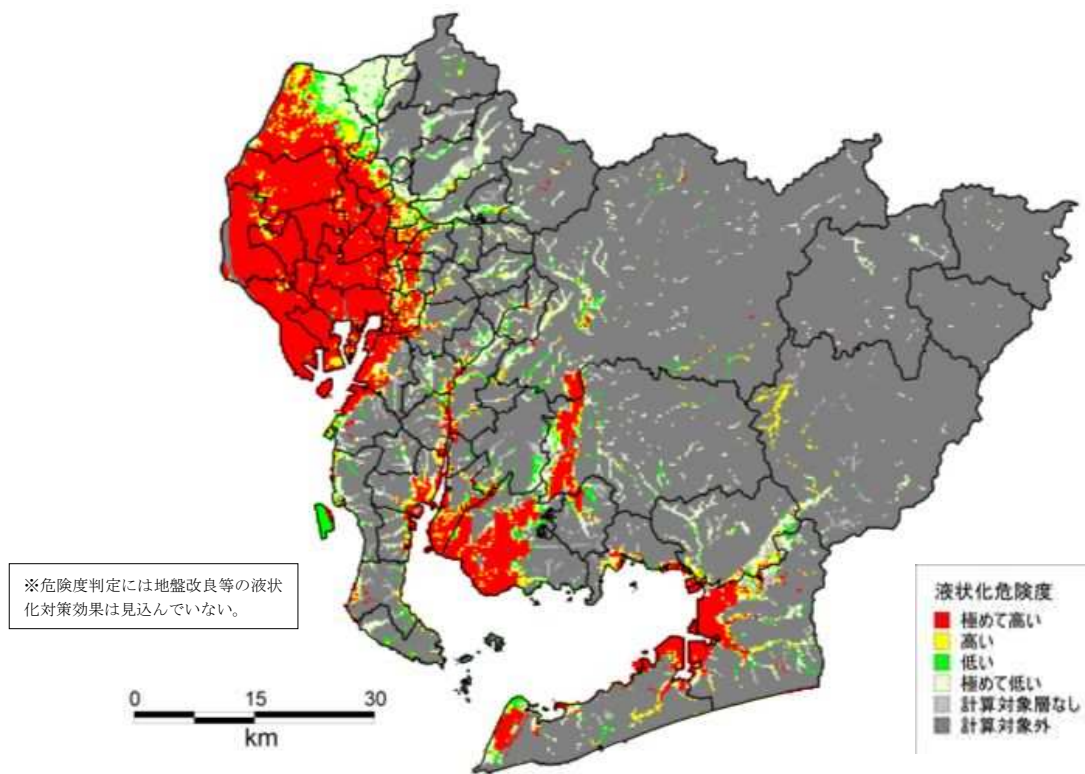 ※危険度判定には地盤改良等の液状
化対策効果は見込んでいない。
0 15 30
km
液状化危険度
極めて高い
高い
低い
極めて低い
計算対象層なし
計算対象外